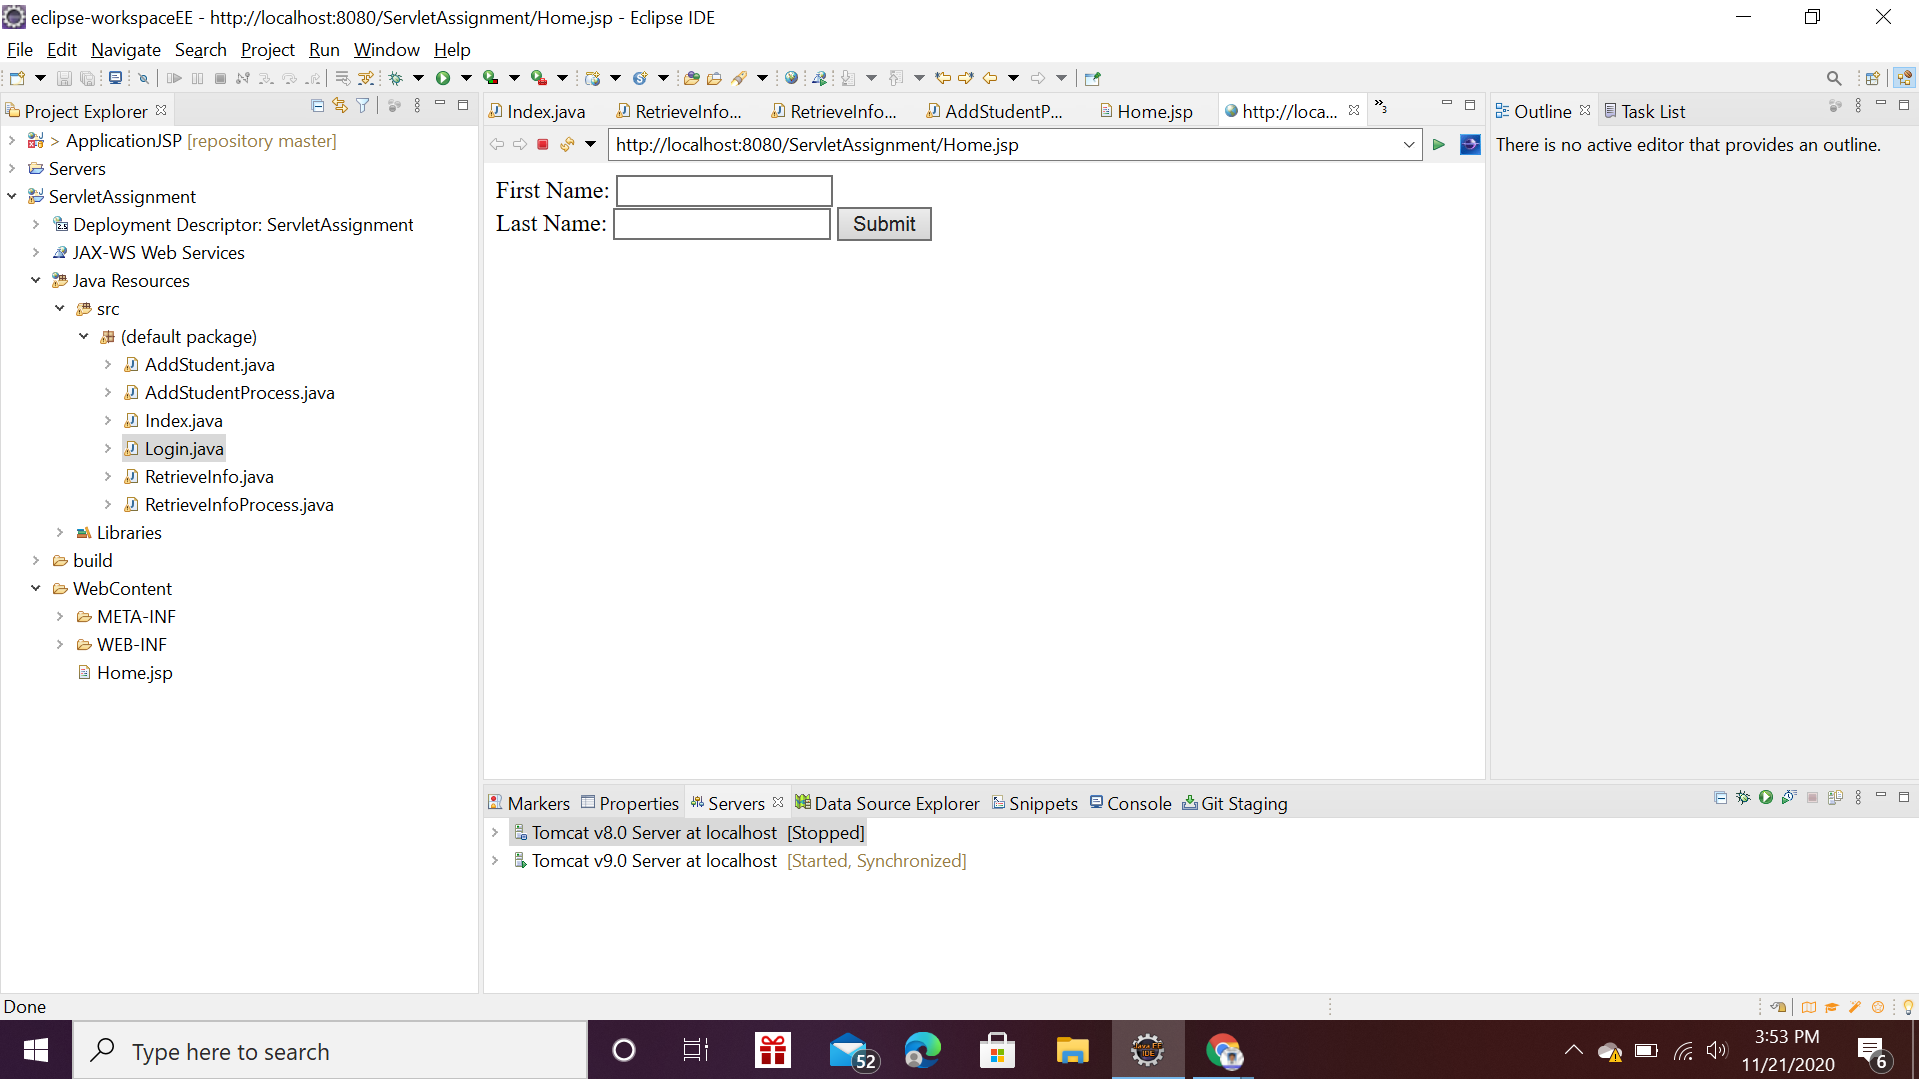 eclipse-workspaceEE - http://localhost:8080/ServletAssignment/Home.jsp - Eclipse IDE
File Edit Navigate Search Project Run Window Help
Project Explorer
> ApplicationJSP [repository master]
Servers
ServletAssignment
Deployment Descriptor: ServletAssignment
JAX-WS Web Services
Java Resources
src
(default package)
AddStudent.java
AddStudentProcess.java
Index.java
Login.java
RetrieveInfo.java
RetrieveInfoProcess.java
Libraries
build
WebContent
META-INF
WEB-INF
Home.jsp
Index.java RetrieveInfo... RetrieveInfo... AddStudentP... Home.jsp http://loca... »3
http://localhost:8080/ServletAssignment/Home.jsp
First Name:
Last Name: Submit
Outline Task List
There is no active editor that provides an outline.
Markers Properties Servers Data Source Explorer Snippets Console Git Staging
Tomcat v8.0 Server at localhost [Stopped]
Tomcat v9.0 Server at localhost [Started, Synchronized]
Done
Type here to search
52
Java EE
IDE
3:53 PM
11/21/2020
6